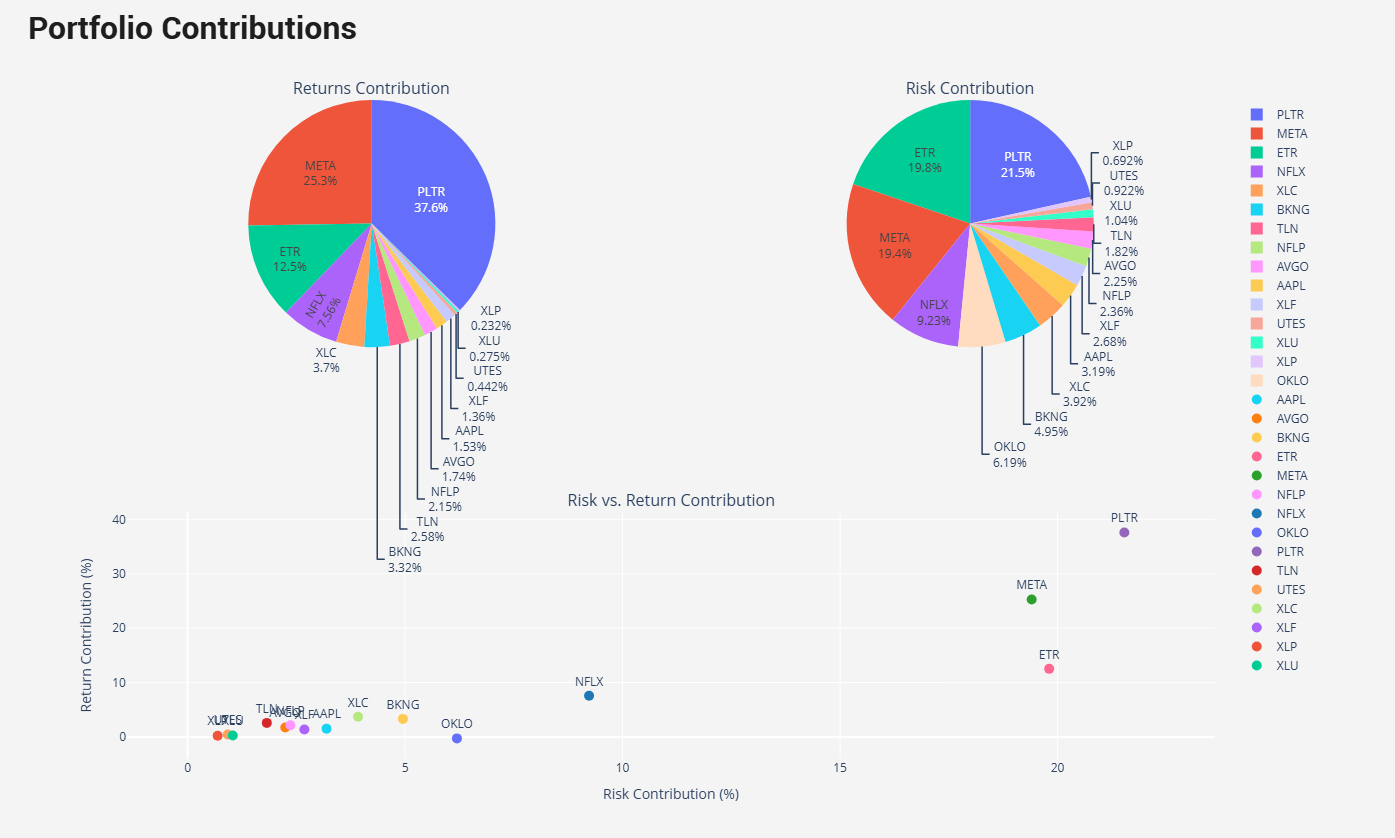 Portfolio Contributions
Returns Contribution
META
25.3%
PLTR
37.6%
ETR
12.5%
NFLX
7.56%
XLC
3.7%
XLP
0.232%
XLU
0.275%
UTES
0.442%
XLF
1.36%
AAPL
1.53%
AVGO
1.74%
NFLP
2.15%
TLN
2.58%
BKNG
3.32%
Risk Contribution
ETR
19.8%
PLTR
21.5%
META
19.4%
NFLX
9.23%
XLP
0.692%
UTES
0.922%
XLU
1.04%
TLN
1.82%
AVGO
2.25%
NFLP
2.36%
XLF
2.68%
AAPL
3.19%
XLC
3.92%
BKNG
4.95%
OKLO
6.19%
PLTR
META
ETR
NFLX
XLC
BKNG
TLN
NFLP
AVGO
AAPL
XLF
UTES
XLU
XLP
OKLO
AAPL
AVGO
BKNG
ETR
META
NFLP
NFLX
OKLO
PLTR
TLN
UTES
XLC
XLF
XLP
XLU
Risk vs. Return Contribution
Return Contribution (%)
40
30
20
10
0
PLTR
META
ETR
NFLX
XLP
UTES
XLU
TLN
AVGO
NFLP
XLF
AAPL
XLC
BKNG
OKLO
0
5
10
15
20
Risk Contribution (%)